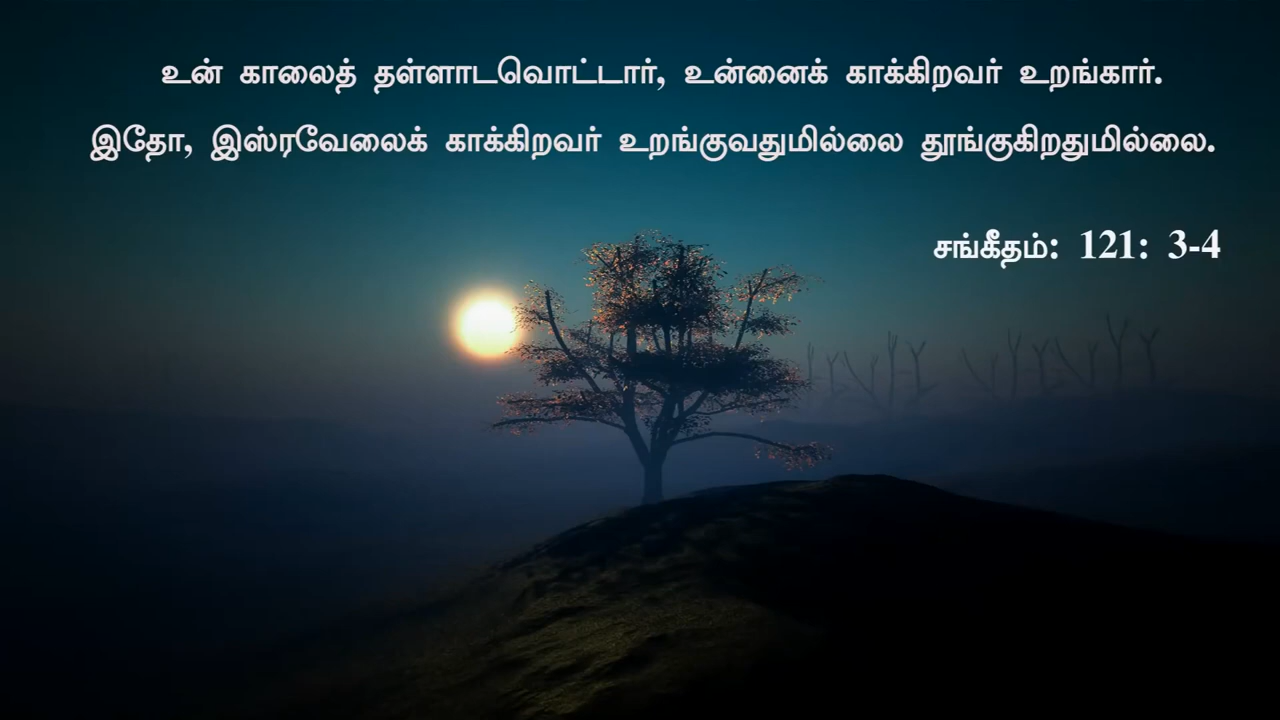 உன் காலைத் தள்ளாடவொட்டார், உன்னைக் காக்கிறவர் உறங்கார்.
இதோ, இஸ்ரவேலைக் காக்கிறவர் உறங்குவதுமில்லை தூங்குகிறதுமில்லை.
சங்கீதம்: 121: 3-4